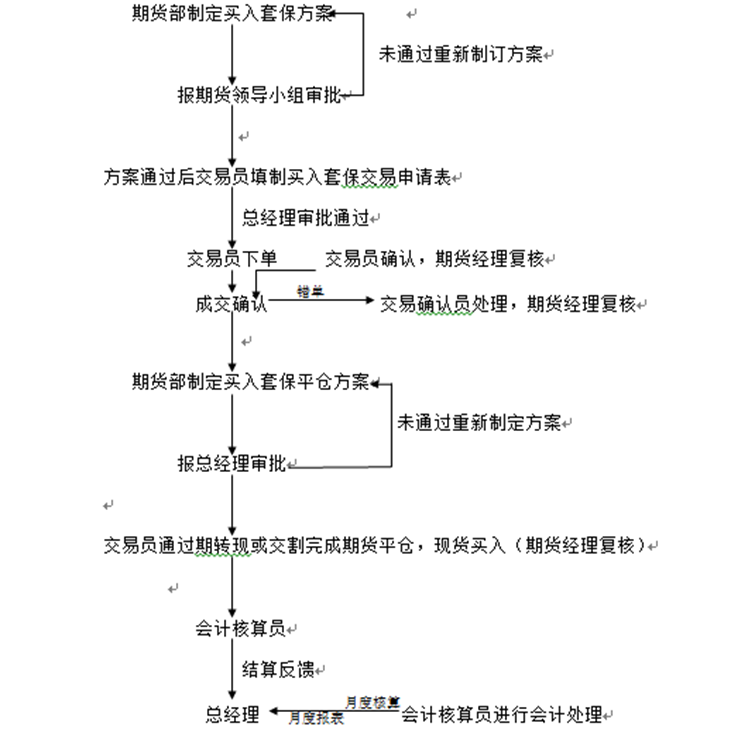 期货部制定买入套保方案
未通过重新制订方案
报期货领导小组审批
方案通过后交易员填制买入套保交易申请表
总经理审批通过
交易员下单 交易员确认，期货经理复核
成交确认 错单 交易确认员处理，期货经理复核
期货部制定买入套保平仓方案
未通过重新制定方案
报总经理审批
交易员通过期转现或交割完成期货平仓，现货买入（期货经理复核）
会计核算员
结算反馈
月度核算
总经理 月度报表 会计核算员进行会计处理